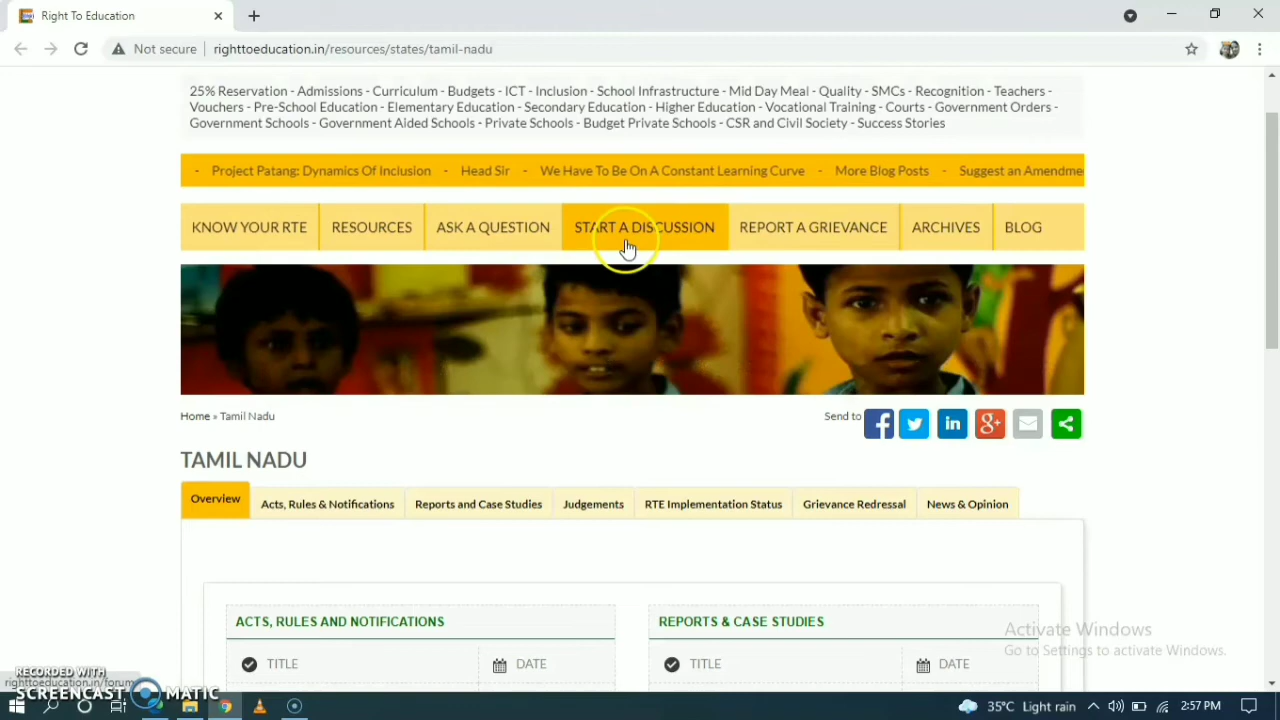 Right To Education
Not secure
righttoeducation.in/resources/states/tamil-nadu
25% Reservation - Admissions - Curriculum - Budgets - ICT - Inclusion - School Infrastructure - Mid Day Meal - Quality - SMCs - Recognition - Teachers -
Vouchers - Pre-School Education - Elementary Education - Secondary Education - Higher Education - Vocational Training - Courts - Government Orders -
Government Schools - Government Aided Schools - Private Schools - Budget Private Schools - CSR and Civil Society - Success Stories
- Project Patang: Dynamics Of Inclusion - Head Sir - We Have To Be On A Constant Learning Curve - More Blog Posts - Suggest an Amendme
KNOW YOUR RTE RESOURCES ASK A QUESTION START A DISCUSSION REPORT A GRIEVANCE ARCHIVES BLOG
Home » Tamil Nadu
Send to
TAMIL NADU
Overview Acts, Rules & Notifications Reports and Case Studies Judgements RTE Implementation Status Grievance Redressal News & Opinion
ACTS, RULES AND NOTIFICATIONS
TITLE DATE
REPORTS & CASE STUDIES
TITLE DATE
Activate Windows
Go to Settings to activate Windows.
RECORDED WITH
righttoeducation.in/forum
SCREENCAST MATIC
35°C Light rain
2:57 PM